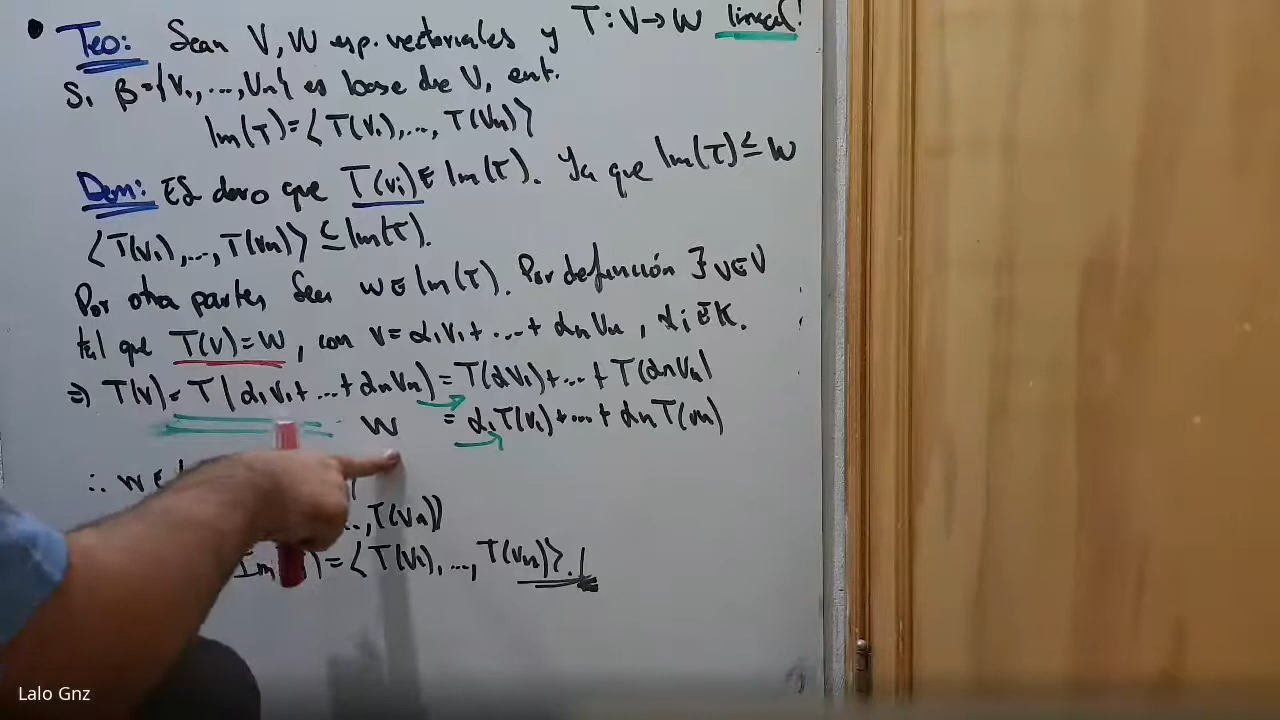 • Teo: Sean V, W esp. vectoriales y T: V→W lineal!
Si β={v₁,...,vₙ} es base de V, ent.
Im(T)=⟨T(v₁),..., T(vₙ)⟩
Dem: Es claro que T(vᵢ)∈ Im(T). Ya que Im(T)≤W
⟨T(v₁),..., T(vₙ)⟩ ⊆ Im(T).
Por otra parte, sea w∈Im(T). Por definición ∃ v∈V
tal que T(v)=w, con v=α₁v₁+...+αₙvₙ, αᵢ∈K.
⇒ T(v)=T(α₁v₁+...+αₙvₙ)=T(αv₁)+...+T(αₙvₙ)
w = α₁T(v₁)+...+αₙT(vₙ)
∴ w∈
..,T(vₙ)⟩
Im( )=⟨T(v₁),..., T(vₙ)⟩.
Lalo Gnz